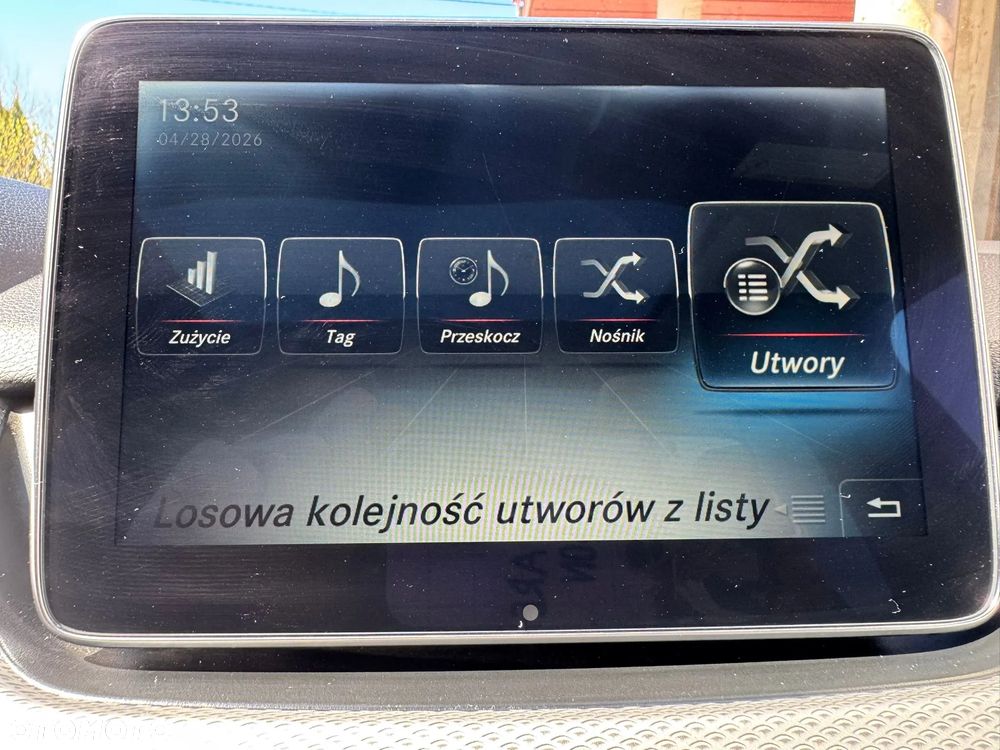 13:53
04/28/2026
Zużycie
Tag
Przeskocz
Nośnik
Utwory
Losowa kolejność utworów z listy